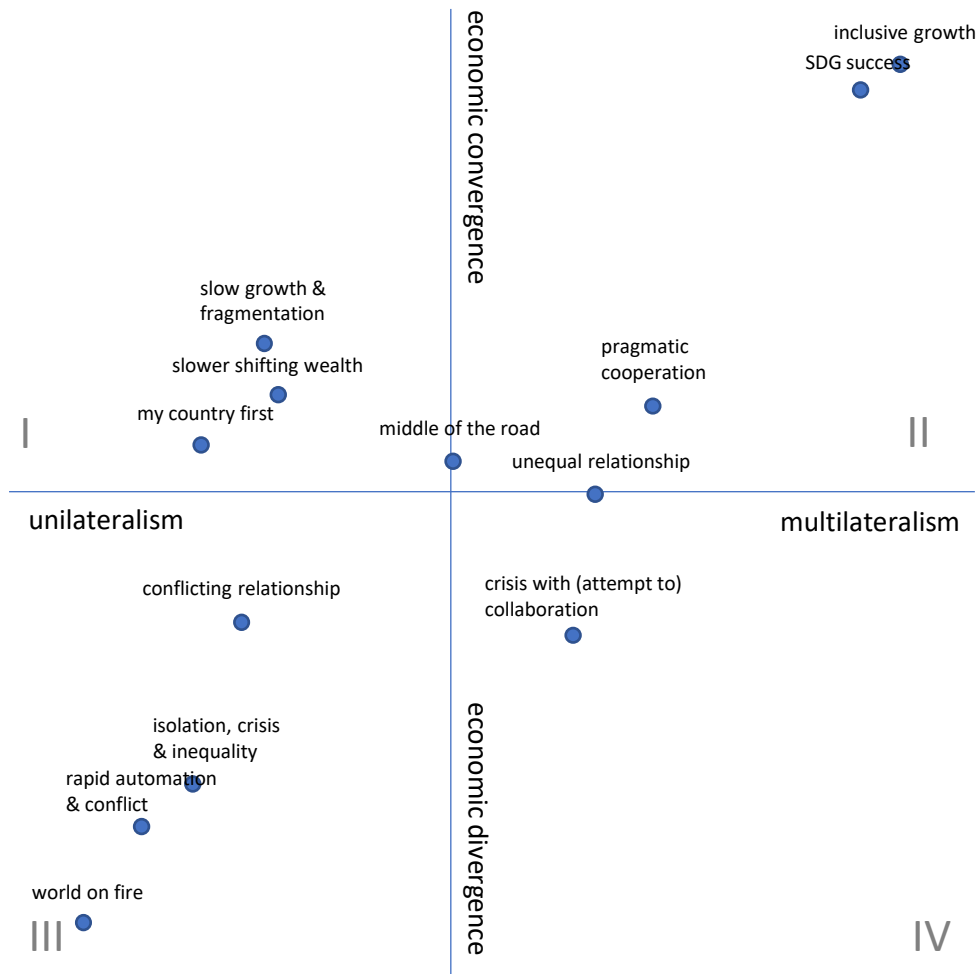 economic convergence
inclusive growth
SDG success
slow growth &
fragmentation
slower shifting wealth
pragmatic
cooperation
my country first
I
II
middle of the road
unequal relationship
unilateralism
multilateralism
conflicting relationship
crisis with (attempt to)
collaboration
economic divergence
isolation, crisis
& inequality
rapid automation
& conflict
world on fire
III
IV